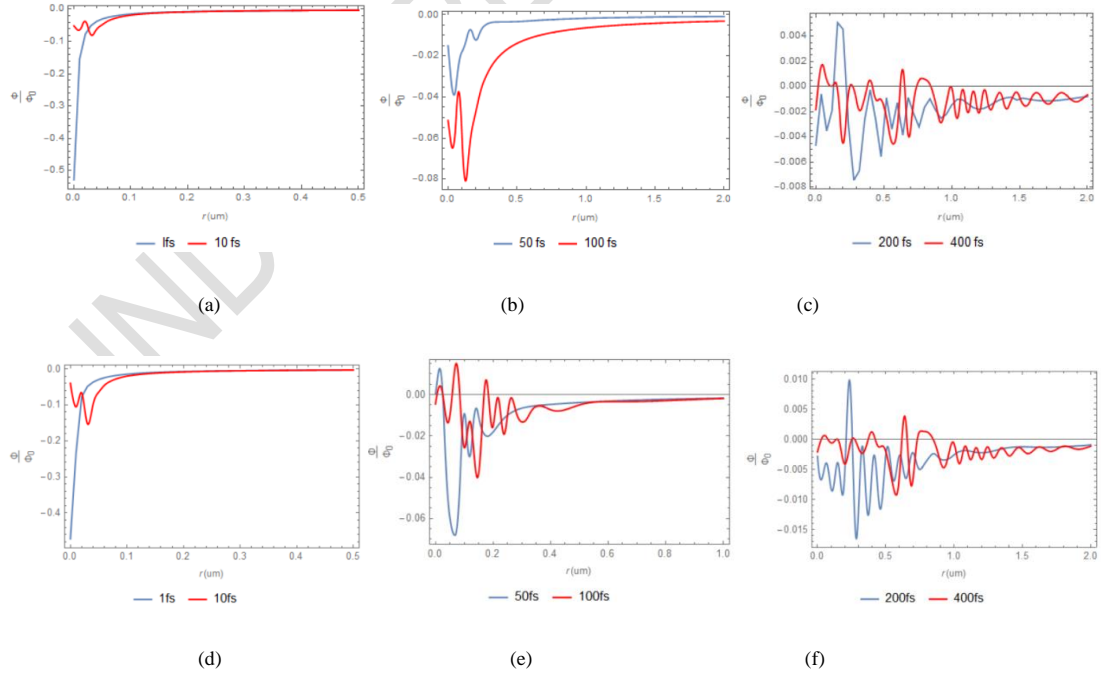 0.0
-0.1
-0.2
-0.3
-0.4
-0.5
Φ
Φ0
0.0 0.1 0.2 0.3 0.4 0.5
r(um)
lfs 10 fs
(a)
0.00
-0.02
-0.04
-0.06
-0.08
Φ
Φ0
0.0 0.5 1.0 1.5 2.0
r(um)
50 fs 100 fs
(b)
0.004
0.002
0.000
-0.002
-0.004
-0.006
-0.008
Φ
Φ0
0.0 0.5 1.0 1.5 2.0
r(um)
200 fs 400 fs
(c)
IND
0.0
-0.1
-0.2
-0.3
-0.4
Φ
Φ0
0.0 0.1 0.2 0.3 0.4 0.5
r(um)
1fs 10fs
(d)
0.00
-0.02
-0.04
-0.06
Φ
Φ0
0.0 0.2 0.4 0.6 0.8 1.0
r(um)
50fs 100fs
(e)
0.010
0.005
0.000
-0.005
-0.010
-0.015
Φ
Φ0
0.0 0.5 1.0 1.5 2.0
r(um)
200fs 400fs
(f)